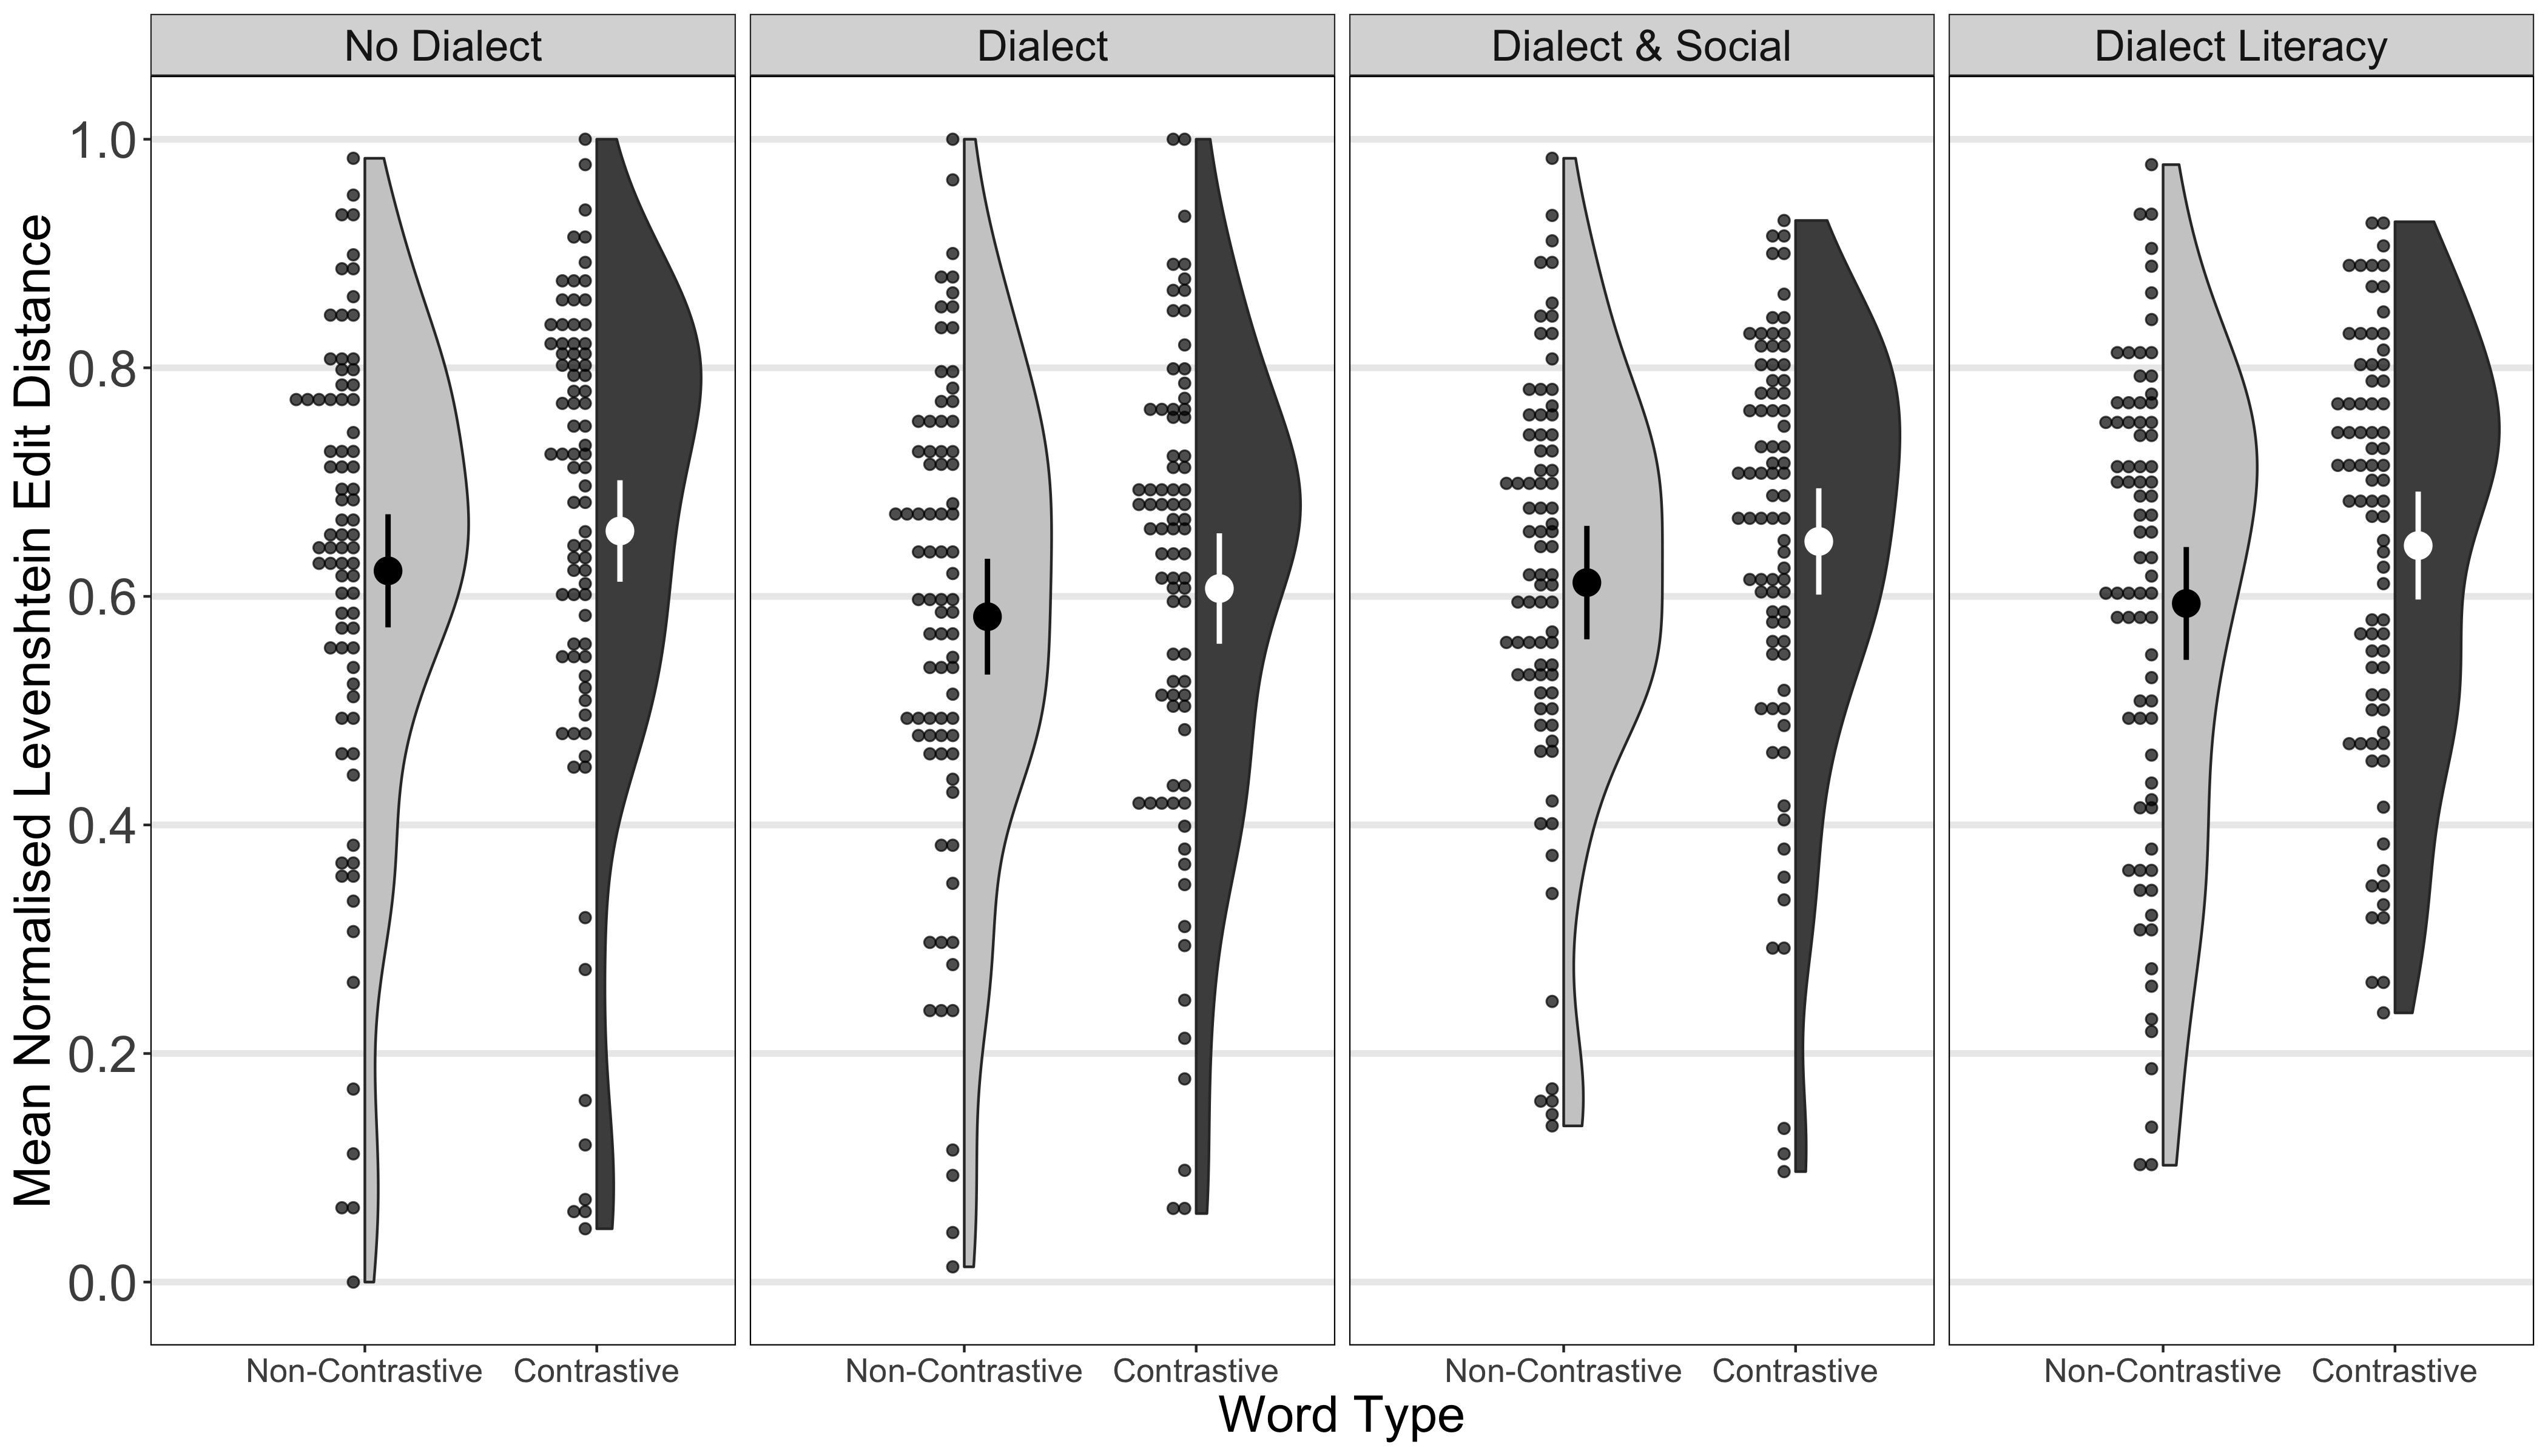 No Dialect
Dialect
Dialect & Social
Dialect Literacy
Mean Normalised Levenshtein Edit Distance
1.0
0.8
0.6
0.4
0.2
0.0
Non-Contrastive
Contrastive
Non-Contrastive
Contrastive
Non-Contrastive
Contrastive
Non-Contrastive
Contrastive
Word Type